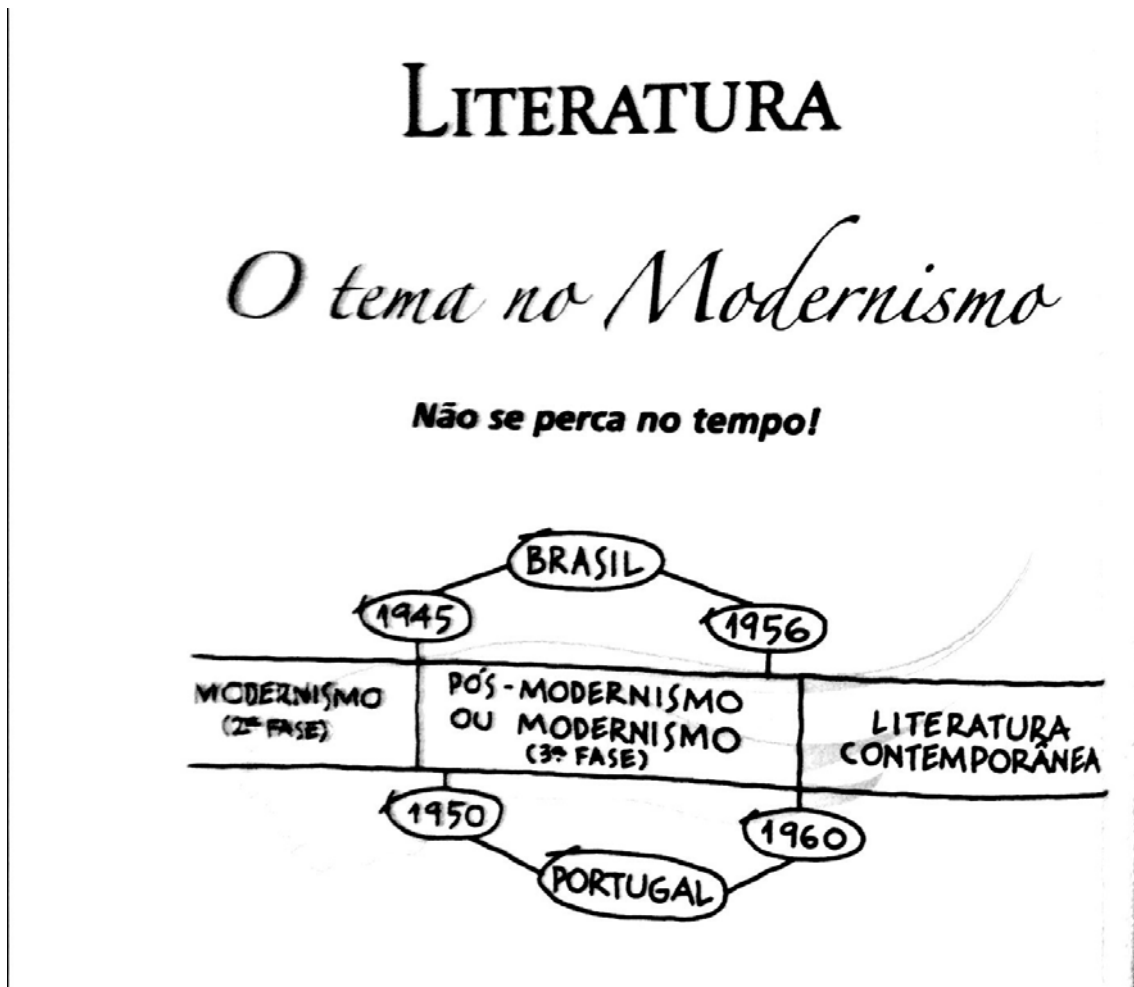 LITERATURA
O tema no Modernismo
Não se perca no tempo!
BRASIL
1945
1956
MODERNISMO
(2ª FASE)
PÓS-MODERNISMO
OU MODERNISMO
(3ª FASE)
LITERATURA
CONTEMPORÂNEA
1950
1960
PORTUGAL